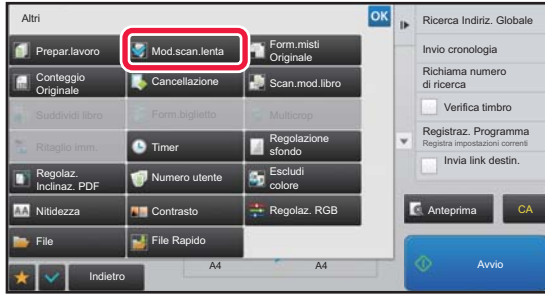 Altri
OK
Prepar.lavoro
Mod.scan.lenta
Form.misti
Originale
Conteggio
Originale
Cancellazione
Scan.mod.libro
Suddividi libro
Form.biglietto
Multicrop
Ritaglio imm.
Timer
Regolazione
sfondo
Regolaz.
Inclinaz. PDF
Numero utente
Escludi
colore
AA Nitidezza
Contrasto
Regolaz. RGB
File
File Rapido
Indietro
A4
A4
Ricerca Indiriz. Globale
Invio cronologia
Richiama numero
di ricerca
Verifica timbro
Registraz. Programma
Registra impostazioni correnti
Invia link destin.
Anteprima
CA
Avvio